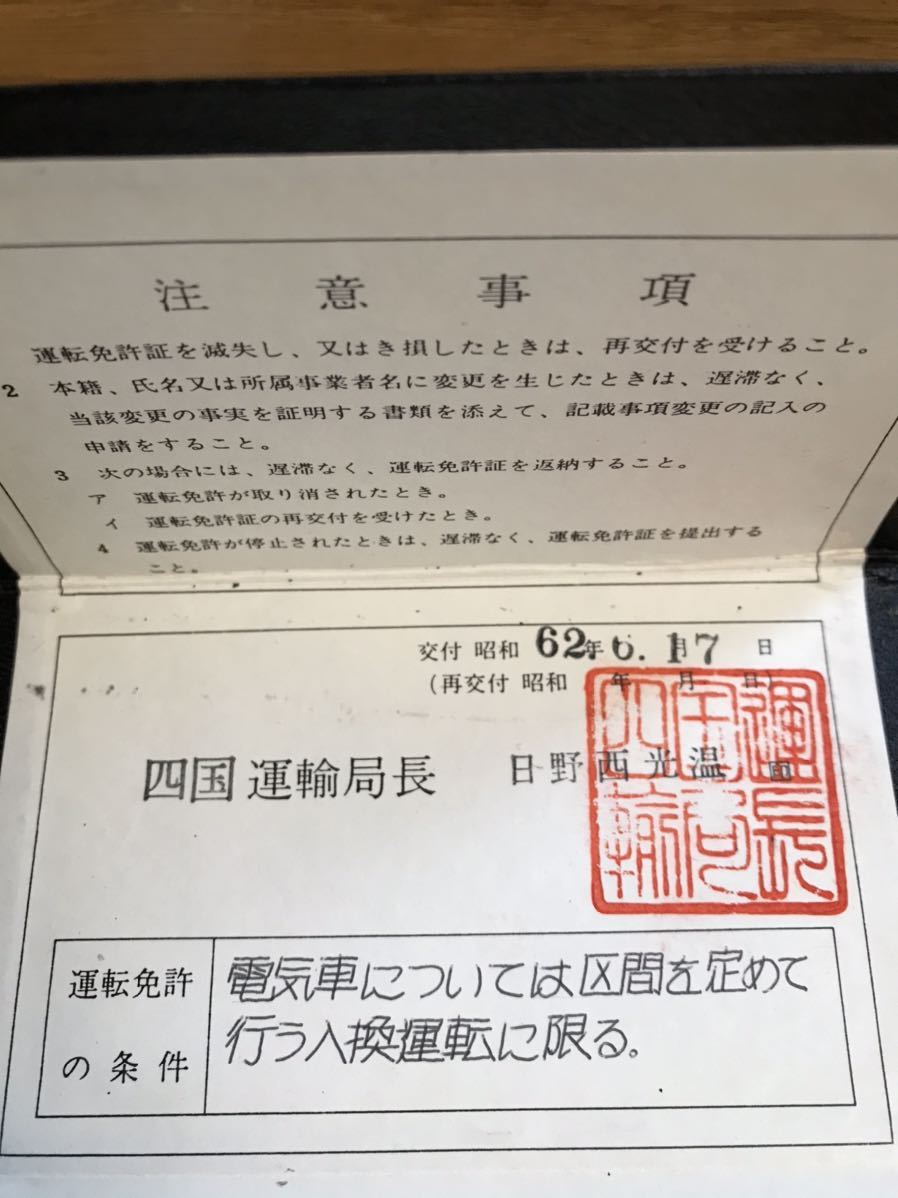 注意事項
運転免許証を滅失し、又はき損したときは、再交付を受けること。
2 本籍、氏名又は所属事業者名に変更を生じたときは、遅滞なく、
当該変更の事実を証明する書類を添えて、記載事項変更の記入の
申請をすること。
3 次の場合には、遅滞なく、運転免許証を返納すること。
ア 運転免許が取り消されたとき。
イ 運転免許証の再交付を受けたとき。
4 運転免許が停止されたときは、遅滞なく、運転免許証を提出する
こと。
交付 昭和 62年 6.月17日
(再交付 昭和 年 月 日)
四国運輸局長 日野西光温 印
四国運輸局長
運転免許
の条件
電気車については区間を定めて
行う入換運転に限る。